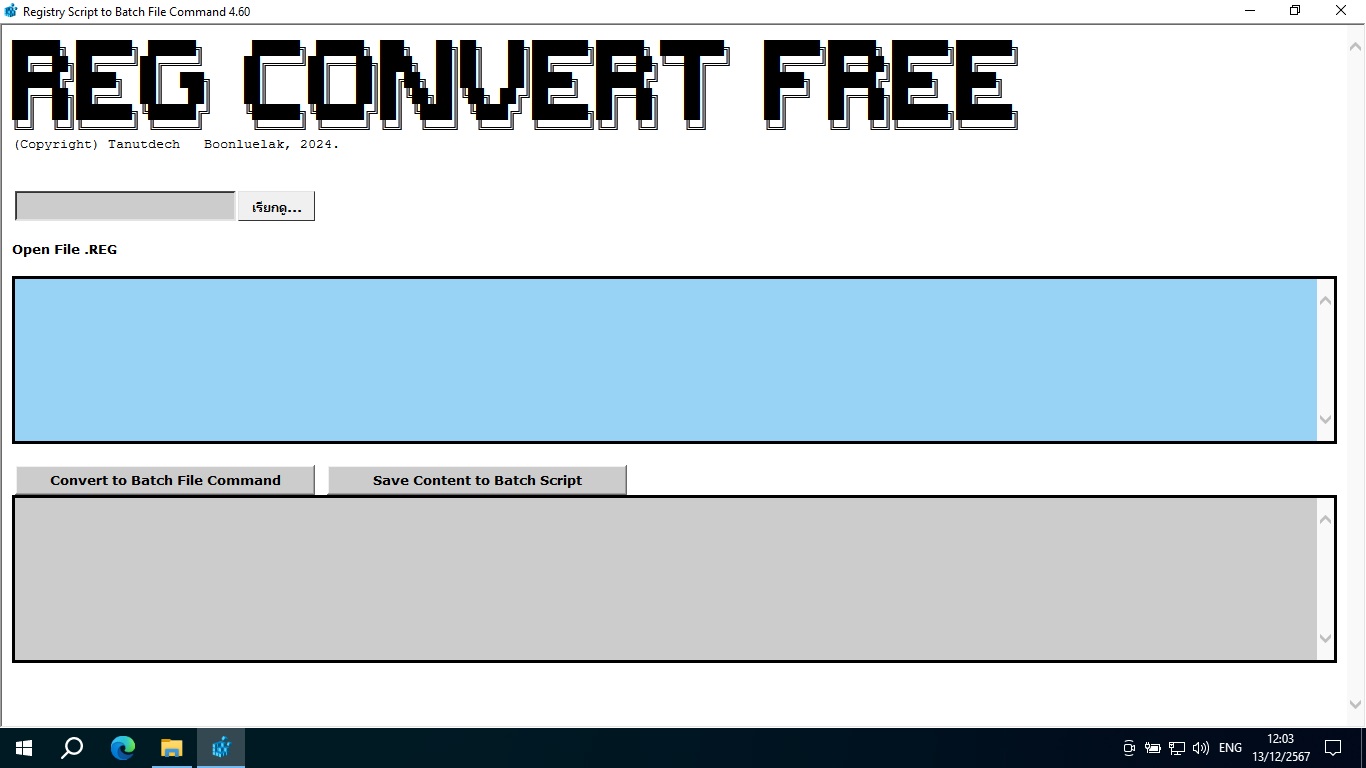 Registry Script to Batch File Command 4.60
REG CONVERT FREE
(Copyright) Tanutdech Boonluelak, 2024.
เรียกดู...
Open File .REG
Convert to Batch File Command Save Content to Batch Script
ENG
12:03
13/12/2567